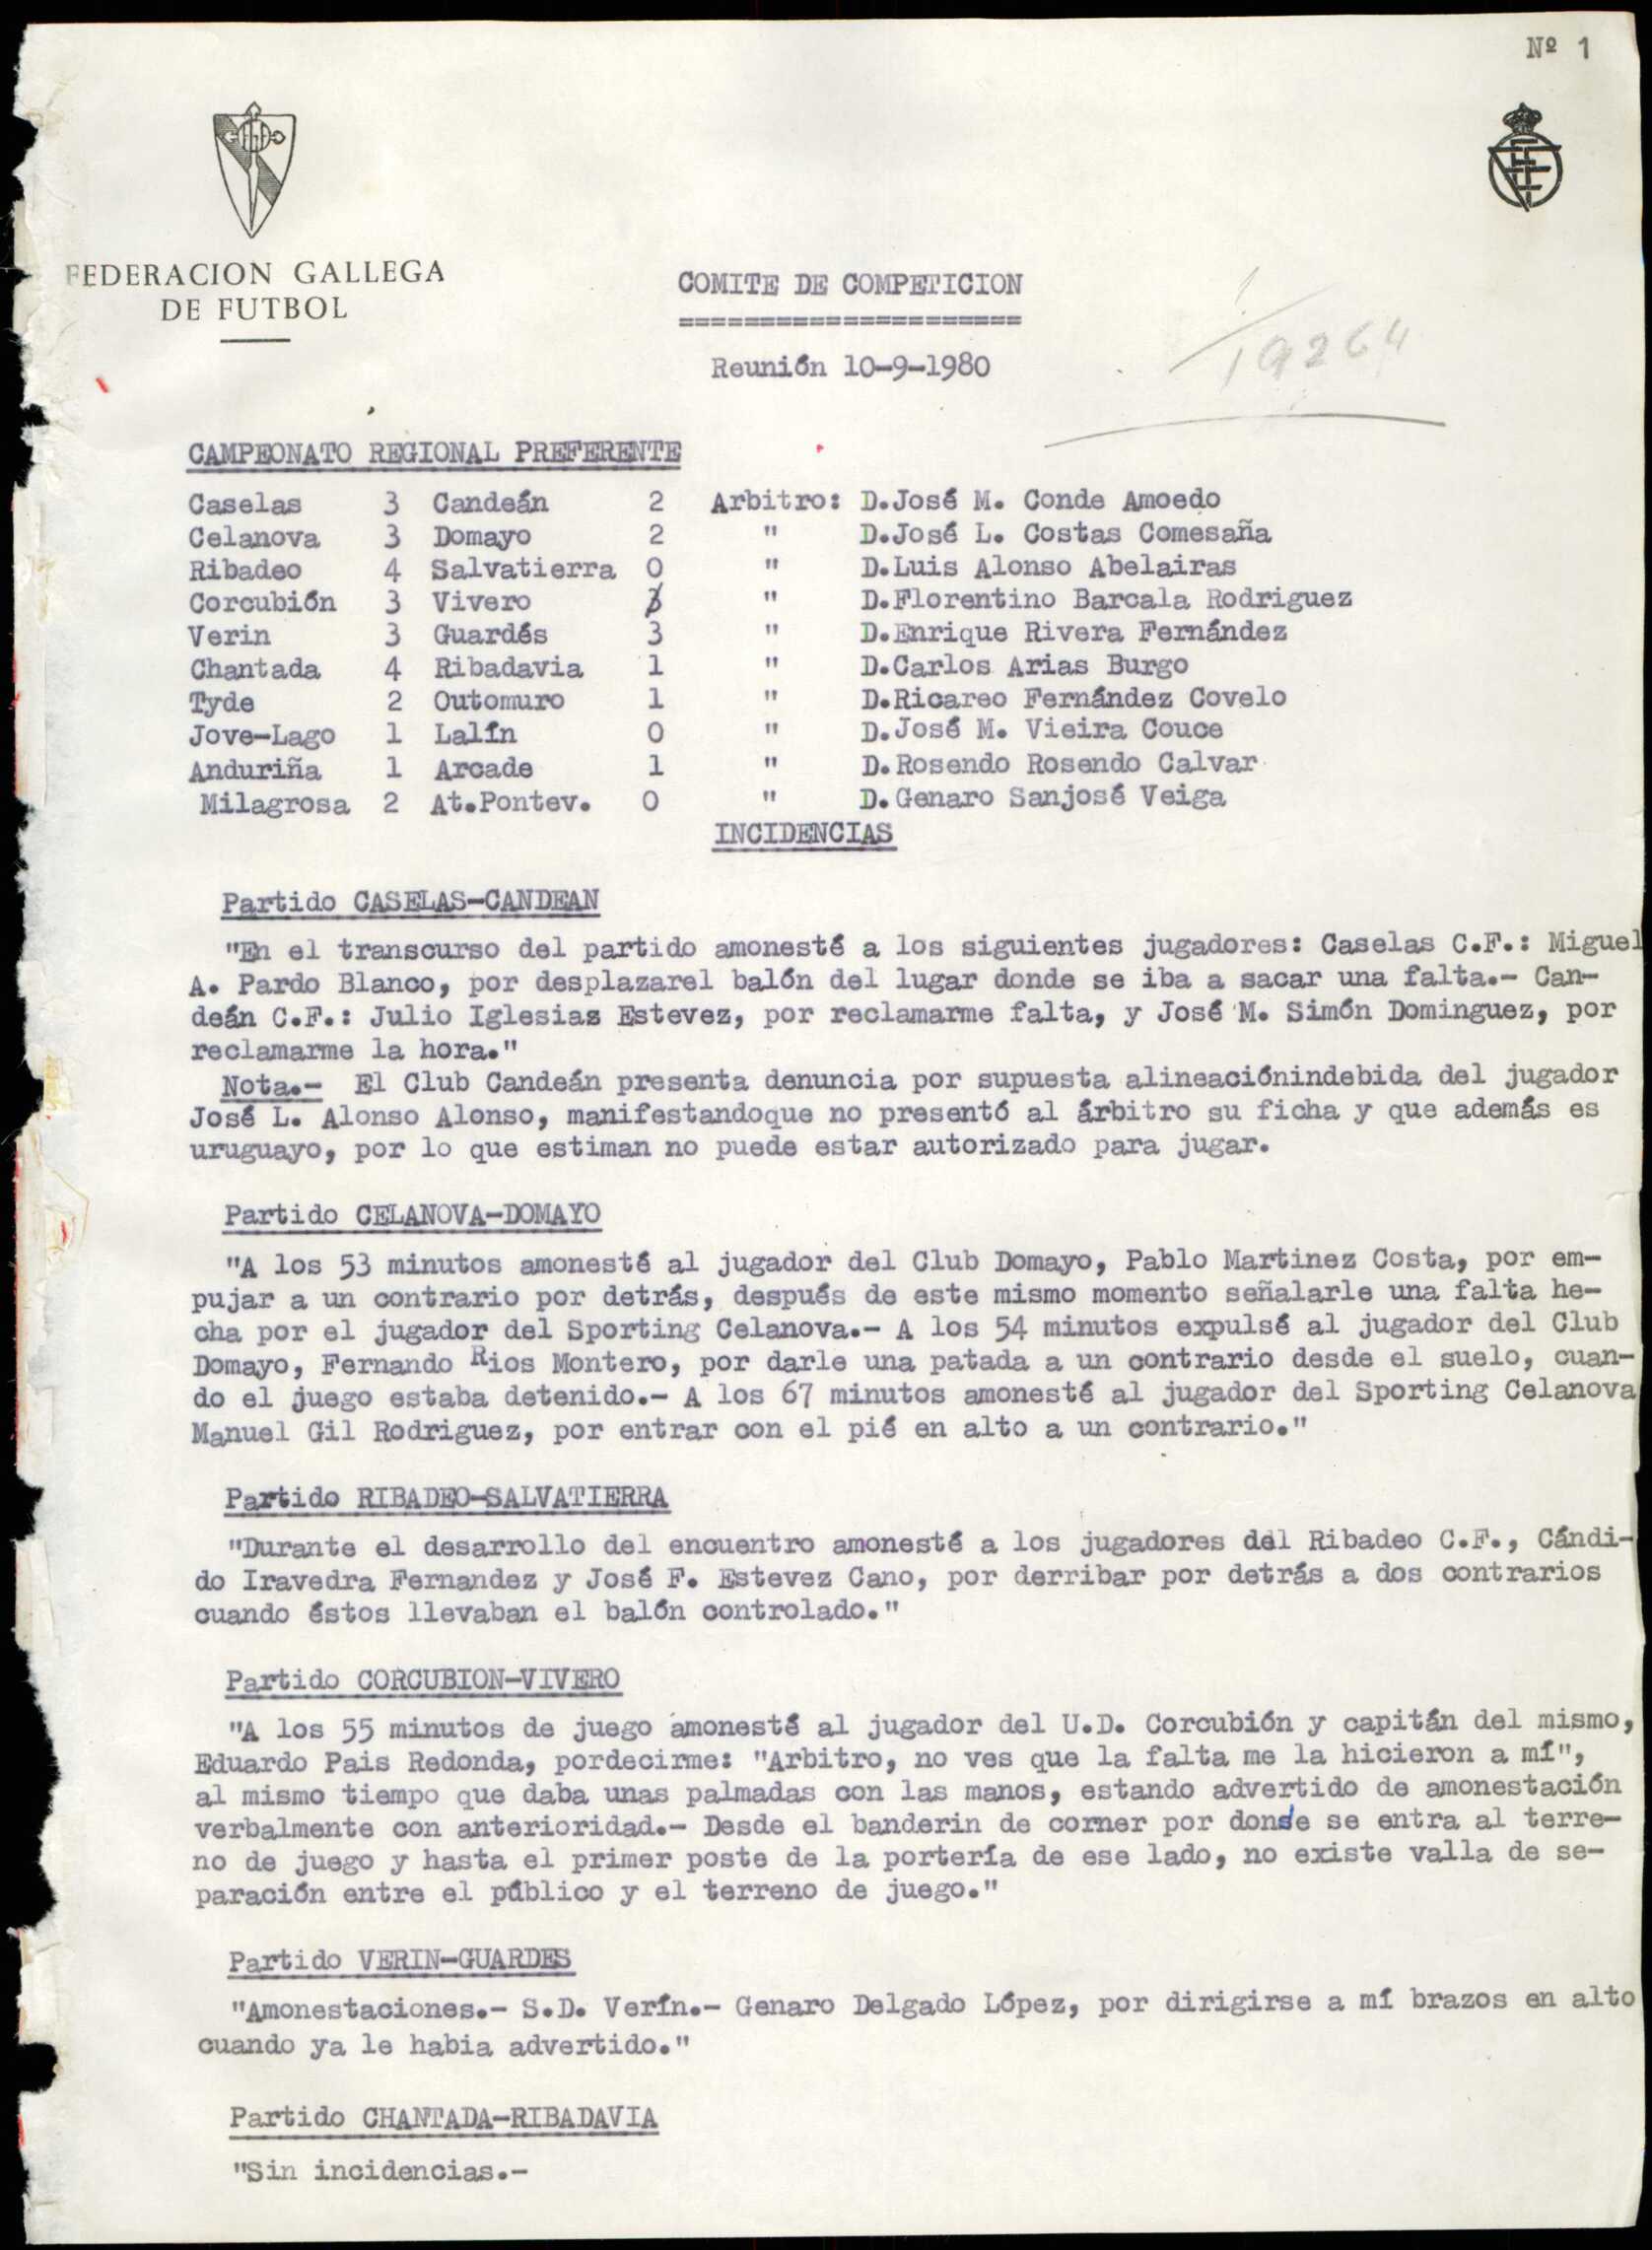 Nº 1
FEDERACION GALLEGA
DE FUTBOL
COMITE DE COMPETICION
=====================
Reunión 10-9-1980
19264
CAMPEONATO REGIONAL PREFERENTE
Caselas 3 Candeán 2 Arbitro: D.José M. Conde Amoedo
Celanova 3 Domayo 2 " D.José L. Costas Comesaña
Ribadeo 4 Salvatierra 0 " D.Luis Alonso Abelairas
Corcubión 3 Vivero " D.Florentino Barcala Rodriguez
Verin 3 Guardés 3 " D.Enrique Rivera Fernández
Chantada 4 Ribadavia 1 " D.Carlos Arias Burgo
Tyde 2 Outomuro 1 " D.Ricareo Fernández Covelo
Jove-Lago 1 Lalín 0 " D.José M. Vieira Couce
Anduriña 1 Arcade 1 " D.Rosendo Rosendo Calvar
Milagrosa 2 At.Pontev. 0 " D.Genaro Sanjosé Veiga
INCIDENCIAS
Partido CASELAS-CANDEAN
"En el transcurso del partido amonesté a los siguientes jugadores: Caselas C.F.: Miguel
A. Pardo Blanco, por desplazarel balón del lugar donde se iba a sacar una falta.- Can-
deán C.F.: Julio Iglesias Estevez, por reclamarme falta, y José M. Simón Dominguez, por
reclamarme la hora."
Nota.- El Club Candeán presenta denuncia por supuesta alineaciónindebida del jugador
José L. Alonso Alonso, manifestandoque no presentó al árbitro su ficha y que además es
uruguayo, por lo que estiman no puede estar autorizado para jugar.
Partido CELANOVA-DOMAYO
"A los 53 minutos amonesté al jugador del Club Domayo, Pablo Martinez Costa, por em-
pujar a un contrario por detrás, después de este mismo momento señalarle una falta he-
cha por el jugador del Sporting Celanova.- A los 54 minutos expulsé al jugador del Club
Domayo, Fernando Rios Montero, por darle una patada a un contrario desde el suelo, cuan-
do el juego estaba detenido.- A los 67 minutos amonesté al jugador del Sporting Celanova
Manuel Gil Rodriguez, por entrar con el pié en alto a un contrario."
Partido RIBADEO-SALVATIERRA
"Durante el desarrollo del encuentro amonesté a los jugadores del Ribadeo C.F., Cándi-
do Iravedra Fernandez y José F. Estevez Cano, por derribar por detrás a dos contrarios
cuando éstos llevaban el balón controlado."
Partido CORCUBION-VIVERO
"A los 55 minutos de juego amonesté al jugador del U.D. Corcubión y capitán del mismo,
Eduardo Pais Redonda, pordecirme: "Arbitro, no ves que la falta me la hicieron a mí",
al mismo tiempo que daba unas palmadas con las manos, estando advertido de amonestación
verbalmente con anterioridad.- Desde el banderin de corner por donde se entra al terre-
no de juego y hasta el primer poste de la portería de ese lado, no existe valla de se-
paración entre el público y el terreno de juego."
Partido VERIN-GUARDES
"Amonestaciones.- S.D. Verín.- Genaro Delgado López, por dirigirse a mí brazos en alto
cuando ya le habia advertido."
Partido CHANTADA-RIBADAVIA
"Sin incidencias.-